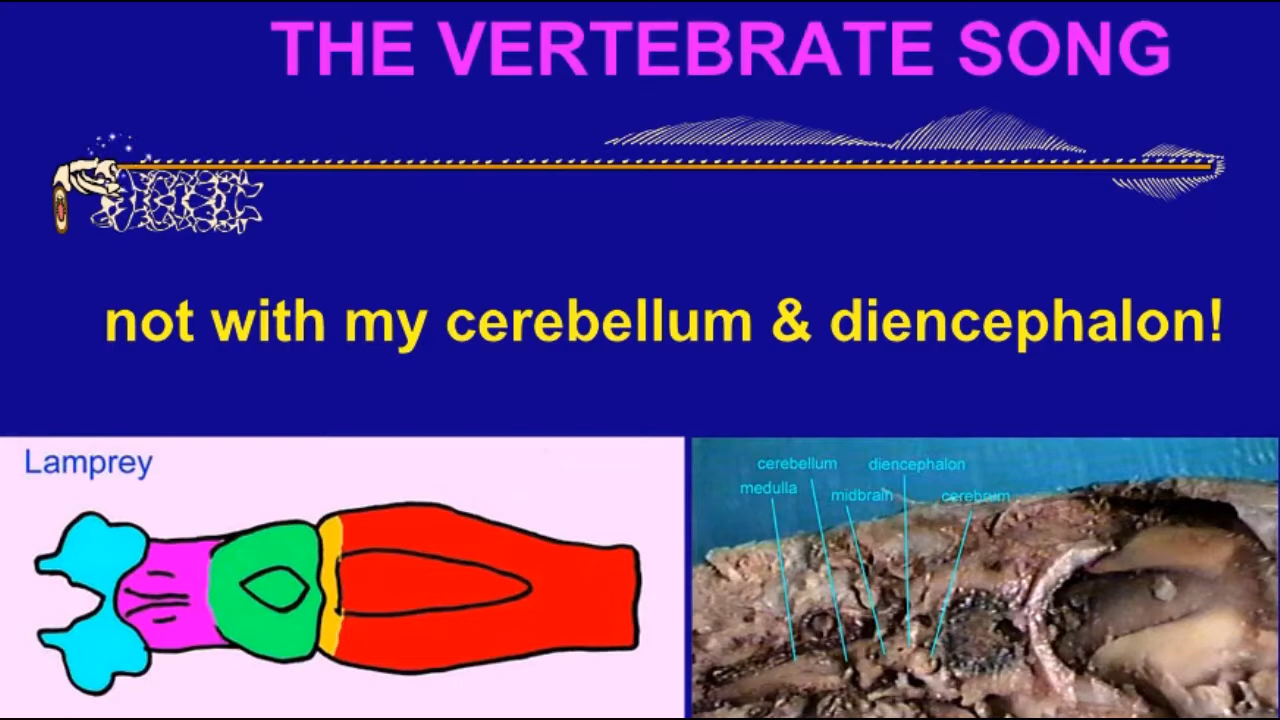 THE VERTEBRATE SONG
not with my cerebellum & diencephalon!
Lamprey
cerebellum diencephalon
medulla midbrain cerebrum